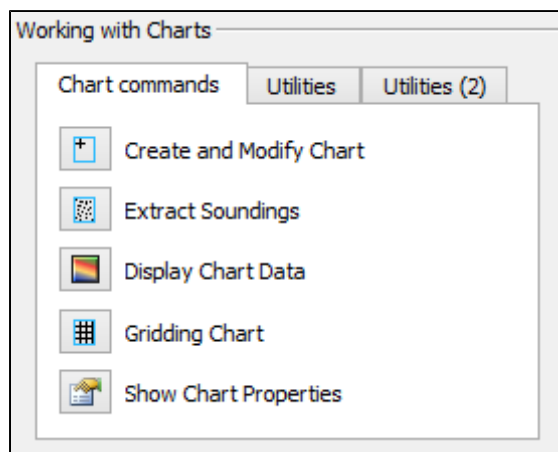 Working with Charts
Chart commands Utilities Utilities (2)
Create and Modify Chart
Extract Soundings
Display Chart Data
Gridding Chart
Show Chart Properties